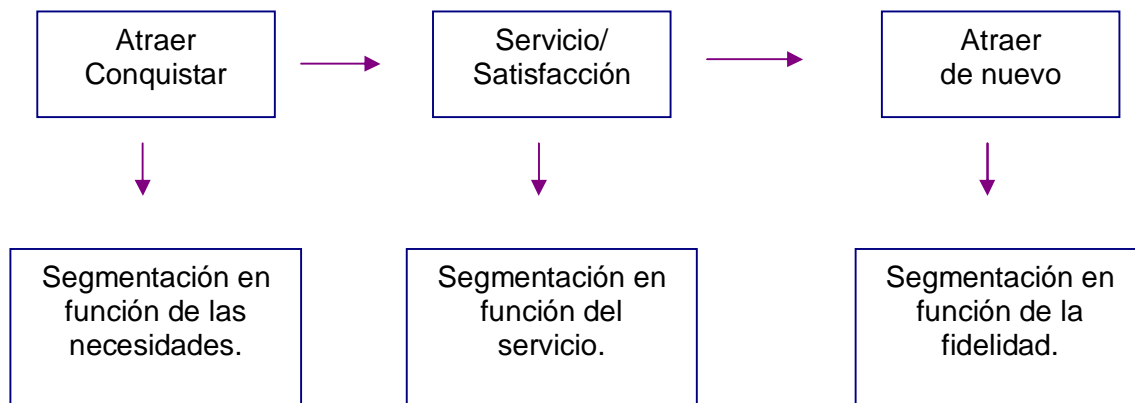 Atraer
Conquistar
Servicio/
Satisfacción
Atraer
de nuevo
Segmentación en
función de las
necesidades.
Segmentación en
función del
servicio.
Segmentación en
función de la
fidelidad.